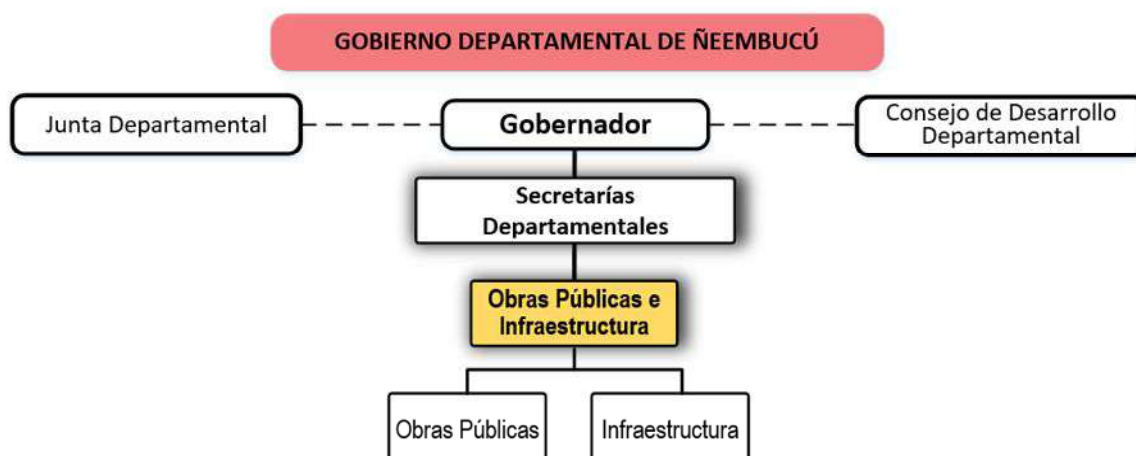 GOBIERNO DEPARTAMENTAL DE ÑEEMBUCÚ
Junta Departamental
Gobernador
Consejo de Desarrollo
Departamental
Secretarías
Departamentales
Obras Públicas e
Infraestructura
Obras Públicas
Infraestructura